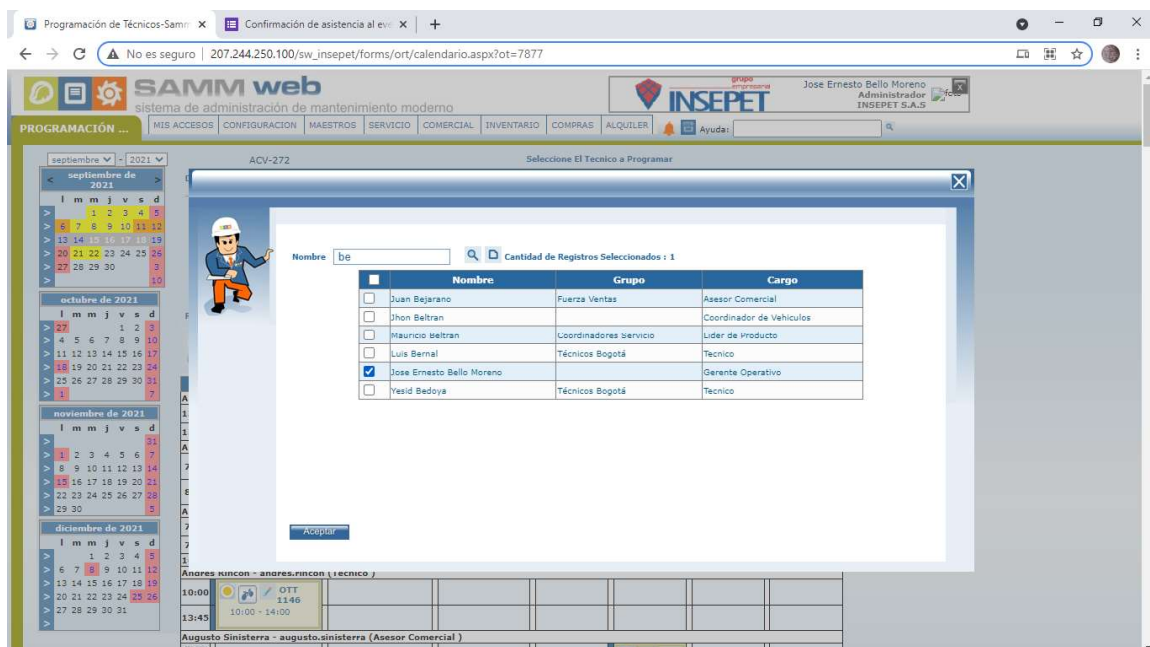 Programación de Técnicos-Samm
Confirmación de asistencia al eve
No es seguro | 207.244.250.100/sw_insepet/forms/ort/calendario.aspx?ot=7877
SAMM web
sistema de administración de mantenimiento moderno
grupo empresarial
INSEPET
Jose Ernesto Bello Moreno
Administrador
INSEPET S.A.S
PROGRAMACIÓN ...
MIS ACCESOS CONFIGURACION MAESTROS SERVICIO COMERCIAL INVENTARIO COMPRAS ALQUILER Ayuda:
septiembre - 2021
ACV-272
Seleccione El Tecnico a Programar
< septiembre de 2021 >
l m m j v s d
> 1 2 3 4 5
> 6 7 8 9 10 11 12
> 13 14 15 16 17 18 19
> 20 21 22 23 24 25 26
> 27 28 29 30 3
> 10
octubre de 2021
l m m j v s d
> 27 1 2 3
> 4 5 6 7 8 9 10
> 11 12 13 14 15 16 17
> 18 19 20 21 22 23 24
> 25 26 27 28 29 30 31
> 1 7
noviembre de 2021
l m m j v s d
> 31
> 1 2 3 4 5 6 7
> 8 9 10 11 12 13 14
> 15 16 17 18 19 20 21
> 22 23 24 25 26 27 28
> 29 30 5
diciembre de 2021
l m m j v s d
> 1 2 3 4 5
> 6 7 8 9 10 11 12
> 13 14 15 16 17 18 19
> 20 21 22 23 24 25 26
> 27 28 29 30 31
>
Nombre be Cantidad de Registros Seleccionados : 1
Nombre Grupo Cargo
Juan Bejarano Fuerza Ventas Asesor Comercial
Jhon Beltran Coordinador de Vehiculos
Mauricio Beltran Coordinadores Servicio Lider de Producto
Luis Bernal Técnicos Bogotá Tecnico
Jose Ernesto Bello Moreno Gerente Operativo
Yesid Bedoya Técnicos Bogotá Tecnico
Aceptar
Andres Rincon - andres.rincon (Tecnico )
10:00 OTT
1146
10:00 - 14:00
13:45
Augusto Sinisterra - augusto.sinisterra (Asesor Comercial )